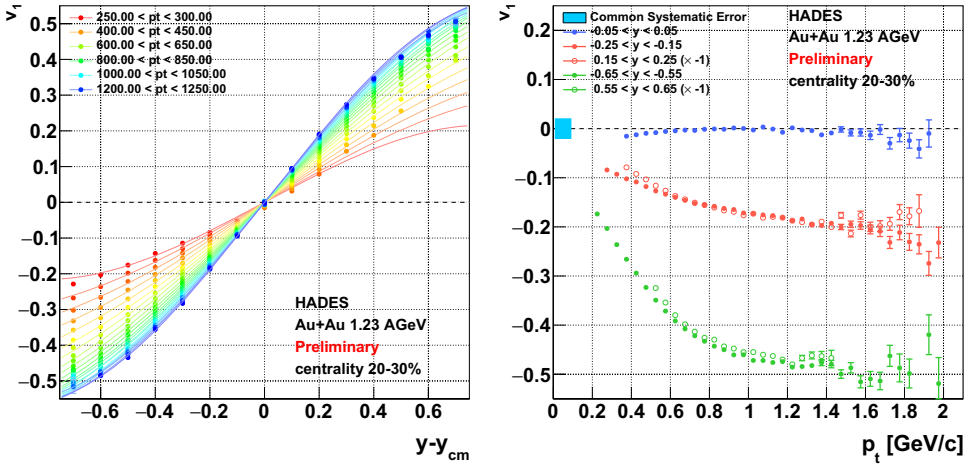 v1
250.00 < pt < 300.00
400.00 < pt < 450.00
600.00 < pt < 650.00
800.00 < pt < 850.00
1000.00 < pt < 1050.00
1200.00 < pt < 1250.00
0.5
0.4
0.3
0.2
0.1
0
−0.1
−0.2
−0.3
−0.4
−0.5
HADES
Au+Au 1.23 AGeV
Preliminary
centrality 20-30%
−0.6 −0.4 −0.2 0 0.2 0.4 0.6
y-ycm
v1
Common Systematic Error
-0.05 < y < 0.05
-0.25 < y < -0.15
0.15 < y < 0.25 (× -1)
-0.65 < y < -0.55
0.55 < y < 0.65 (× -1)
HADES
Au+Au 1.23 AGeV
Preliminary
centrality 20-30%
0.2
0.1
0
−0.1
−0.2
−0.3
−0.4
−0.5
0 0.2 0.4 0.6 0.8 1 1.2 1.4 1.6 1.8 2
pt [GeV/c]